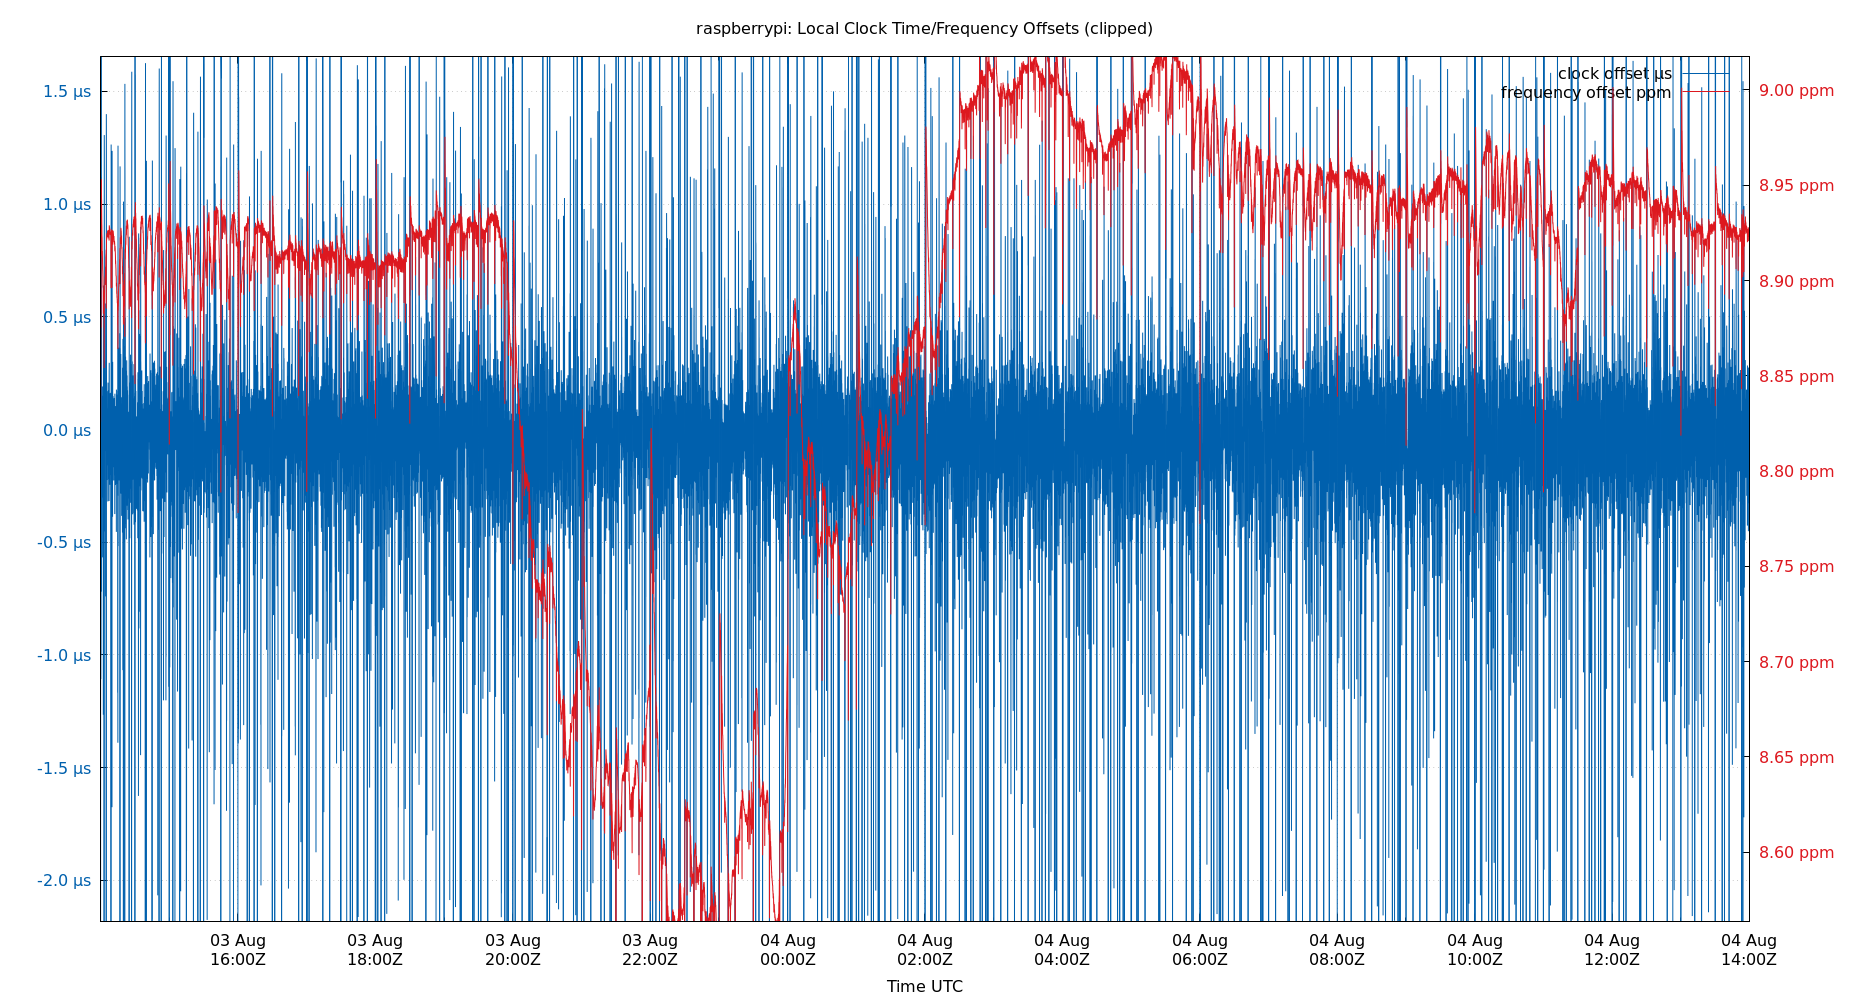 raspberrypi: Local Clock Time/Frequency Offsets (clipped)
clock offset µs
frequency offset ppm
1.5 µs
1.0 µs
0.5 µs
0.0 µs
-0.5 µs
-1.0 µs
-1.5 µs
-2.0 µs
9.00 ppm
8.95 ppm
8.90 ppm
8.85 ppm
8.80 ppm
8.75 ppm
8.70 ppm
8.65 ppm
8.60 ppm
03 Aug 03 Aug 03 Aug 03 Aug 04 Aug 04 Aug 04 Aug 04 Aug 04 Aug 04 Aug 04 Aug 04 Aug
16:00Z 18:00Z 20:00Z 22:00Z 00:00Z 02:00Z 04:00Z 06:00Z 08:00Z 10:00Z 12:00Z 14:00Z
Time UTC